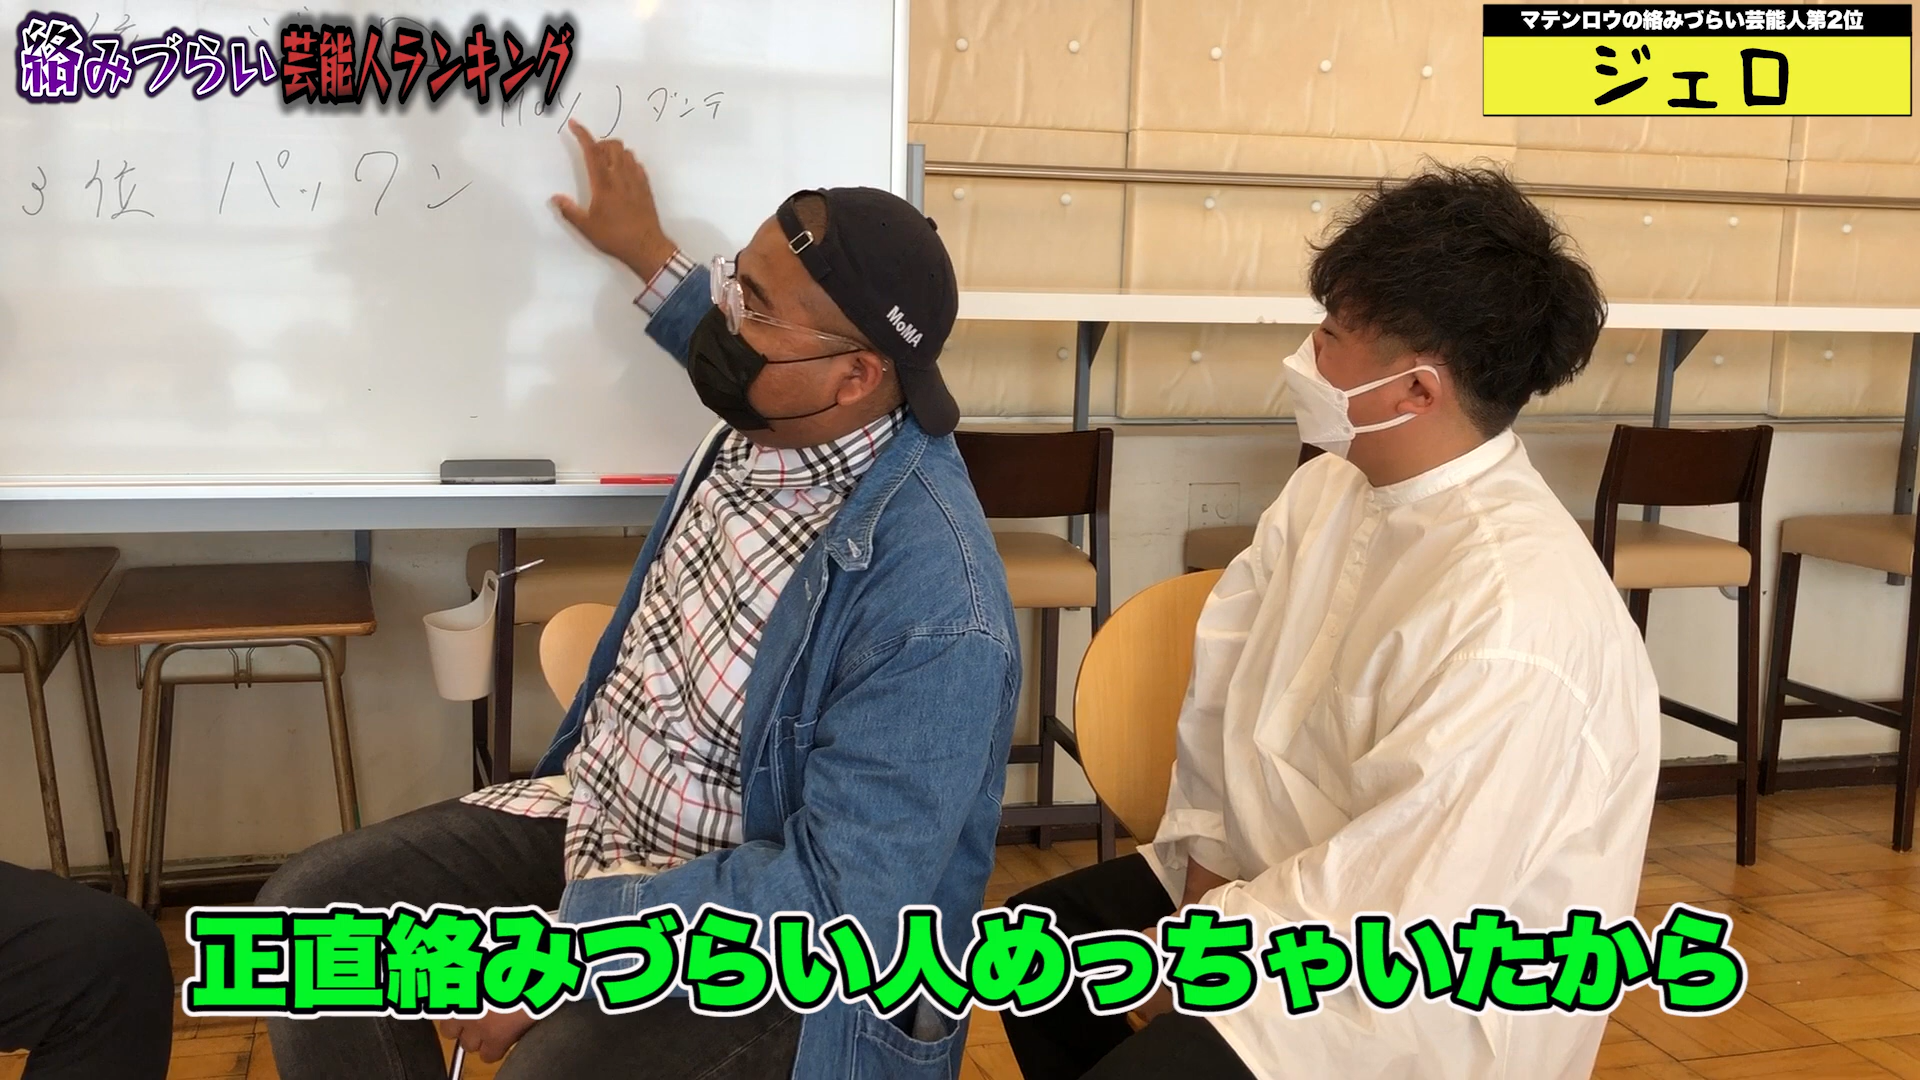 絡みづらい芸能人ランキング
マテンロウの絡みづらい芸能人第2位
ジェロ
ダンテ
3位 パックン
MoMA
正直絡みづらい人めっちゃいたから